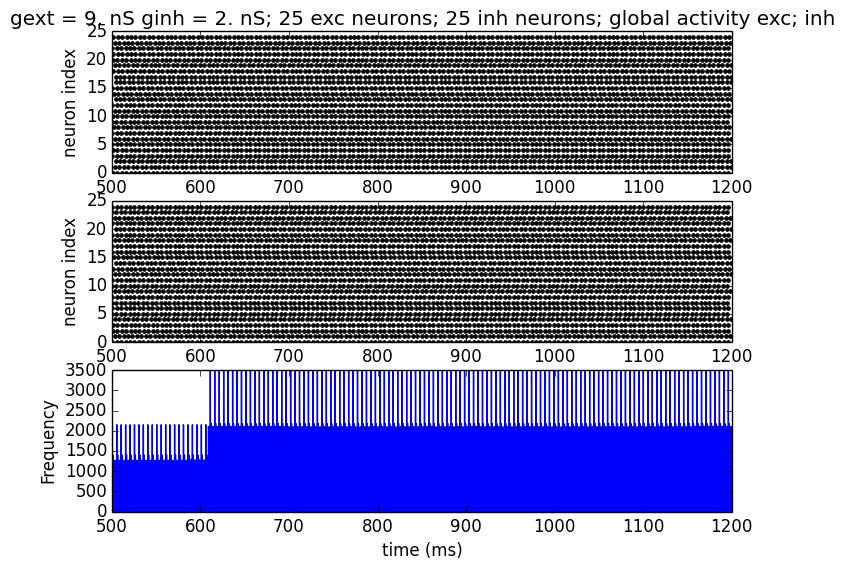 gext = 9. nS ginh = 2. nS; 25 exc neurons; 25 inh neurons; global activity exc; inh
25
20
15
10
5
0
neuron index
500 600 700 800 900 1000 1100 1200
25
20
15
10
5
0
neuron index
500 600 700 800 900 1000 1100 1200
3500
3000
2500
2000
1500
1000
500
0
Frequency
500 600 700 800 900 1000 1100 1200
time (ms)